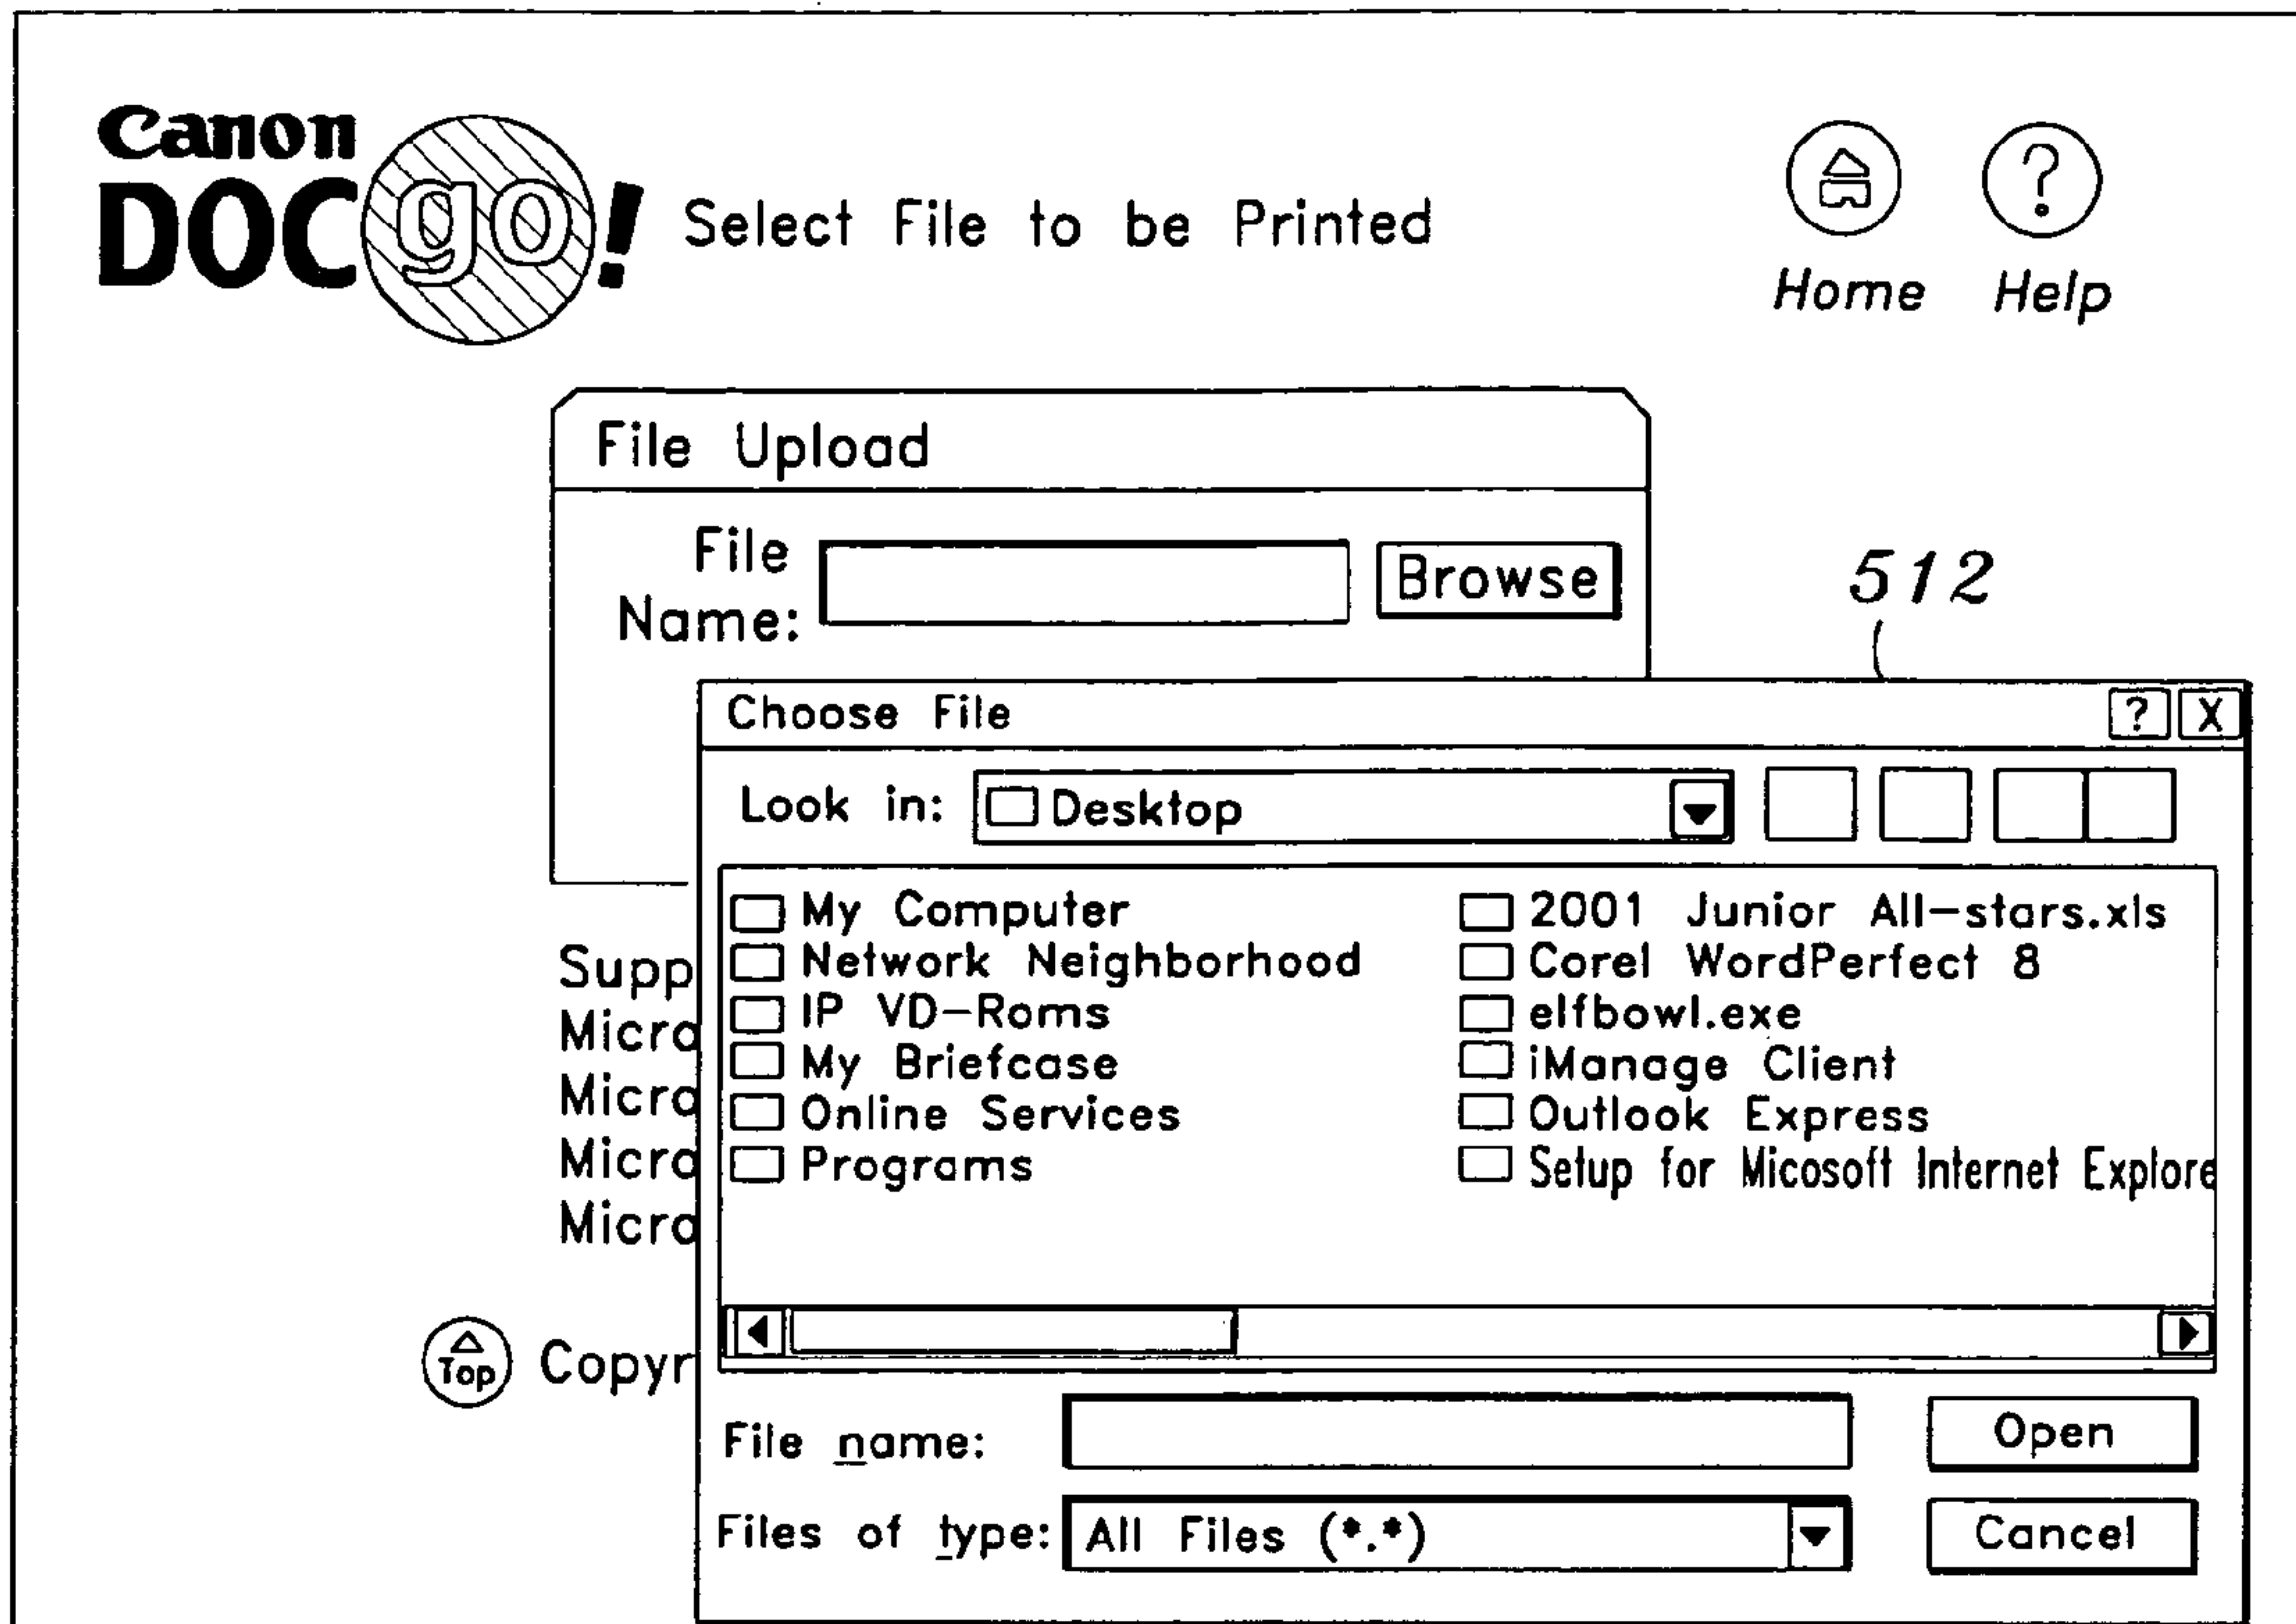 Canon
DOC go!
Select File to be Printed
Home Help
File Upload
File
Name:
Browse
512
Choose File
? X
Look in: Desktop
My Computer
Network Neighborhood
IP VD-Roms
My Briefcase
Online Services
Programs
2001 Junior All-stars.xls
Corel WordPerfect 8
elfbowl.exe
iManage Client
Outlook Express
Setup for Micosoft Internet Explore
Supp
Micro
Micro
Micro
Micro
Top Copyr
File name:
Open
Files of type: All Files (*.*)
Cancel